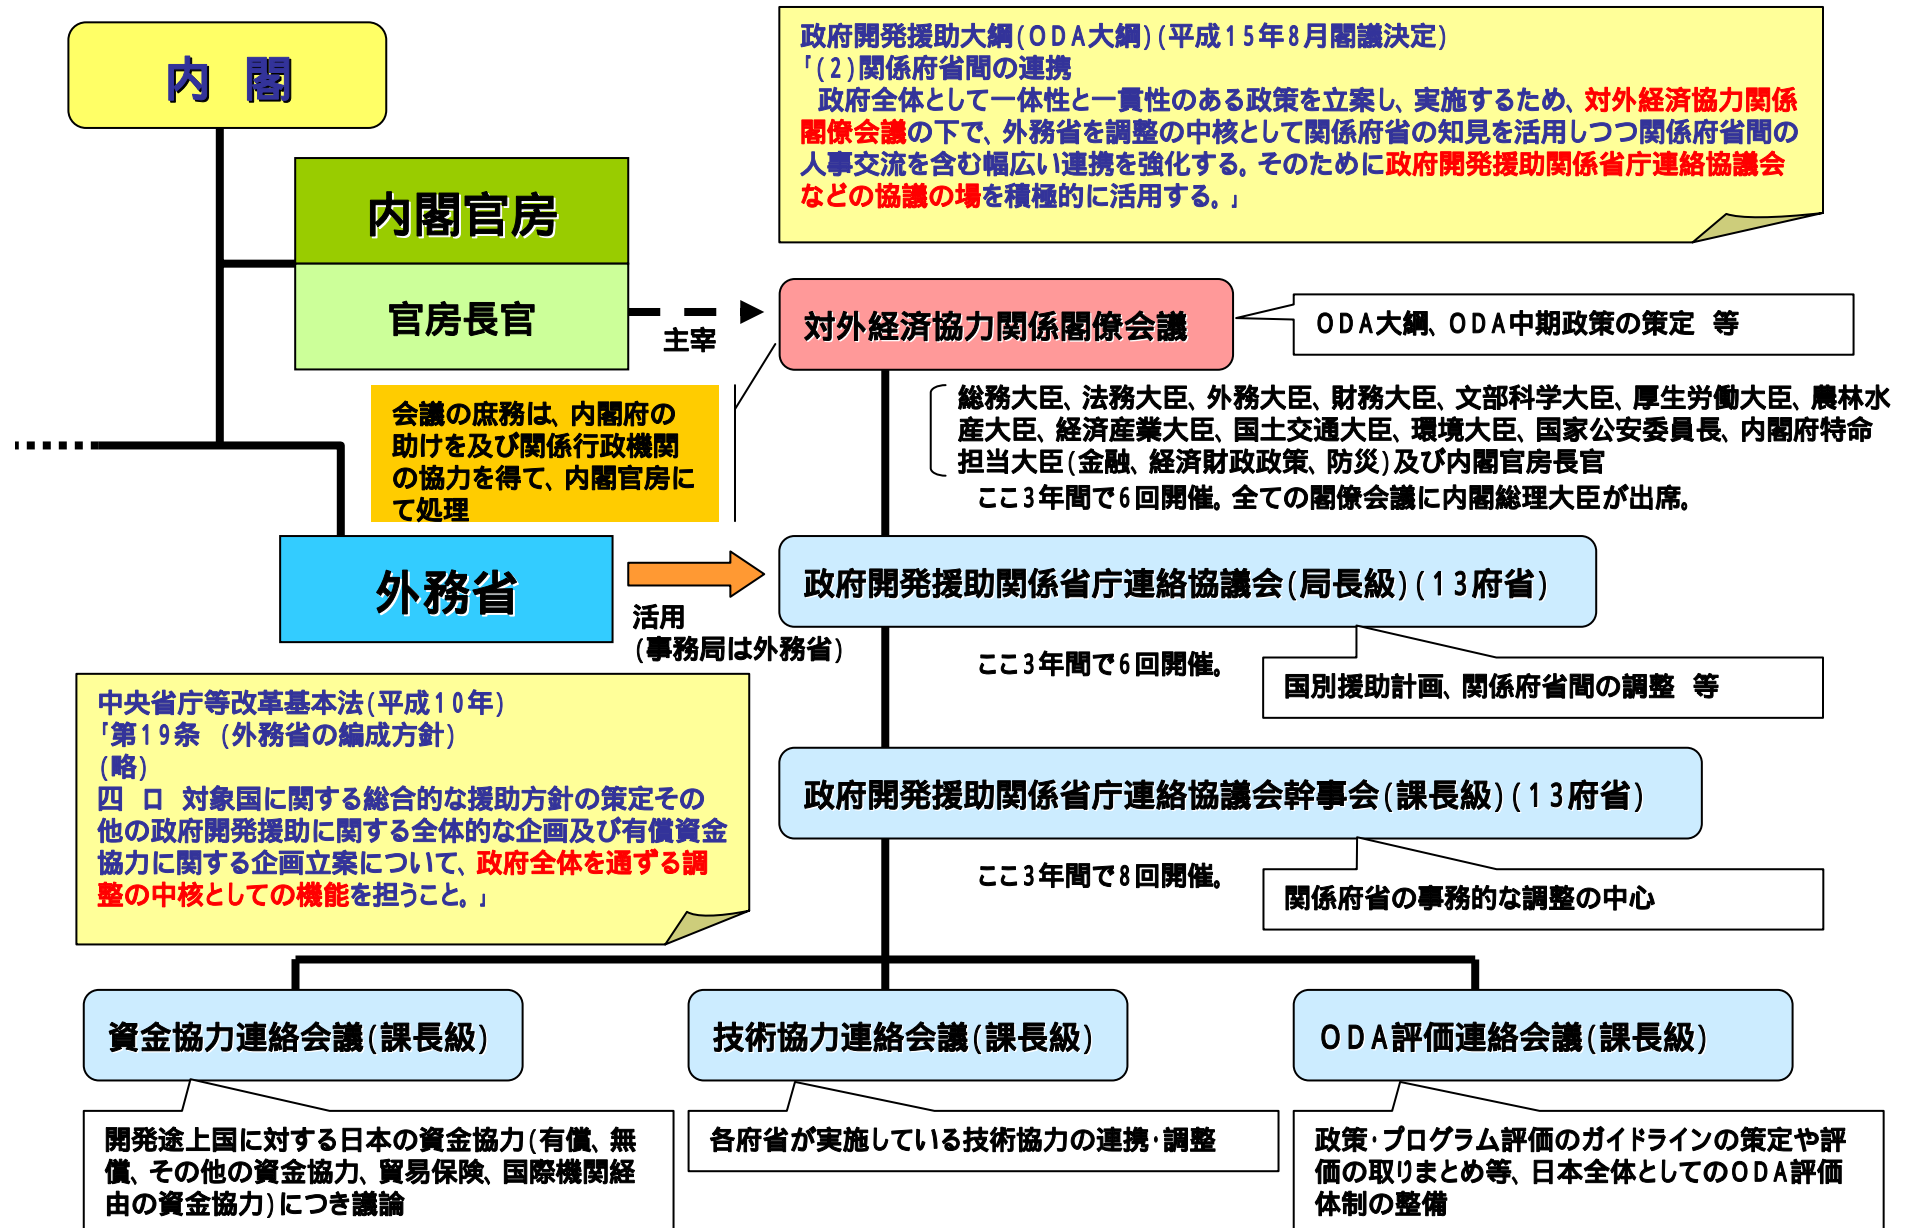 内 閣
政府開発援助大綱(ODA大綱)(平成15年8月閣議決定)
「(2)関係府省間の連携
政府全体として一体性と一貫性のある政策を立案し、実施するため、対外経済協力関係
閣僚会議の下で、外務省を調整の中核として関係府省の知見を活用しつつ関係府省間の
人事交流を含む幅広い連携を強化する。そのために政府開発援助関係省庁連絡協議会
などの協議の場を積極的に活用する。」
内閣官房
官房長官
主宰
対外経済協力関係閣僚会議
ODA大綱、ODA中期政策の策定 等
会議の庶務は、内閣府の
助けを及び関係行政機関
の協力を得て、内閣官房に
て処理
総務大臣、法務大臣、外務大臣、財務大臣、文部科学大臣、厚生労働大臣、農林水
産大臣、経済産業大臣、国土交通大臣、環境大臣、国家公安委員長、内閣府特命
担当大臣(金融、経済財政政策、防災)及び内閣官房長官
ここ3年間で6回開催。全ての閣僚会議に内閣総理大臣が出席。
外務省
活用
(事務局は外務省)
政府開発援助関係省庁連絡協議会(局長級)(13府省)
ここ3年間で6回開催。
国別援助計画、関係府省間の調整 等
中央省庁等改革基本法(平成10年)
「第19条 (外務省の編成方針)
(略)
四 ロ 対象国に関する総合的な援助方針の策定その
他の政府開発援助に関する全体的な企画及び有償資金
協力に関する企画立案について、政府全体を通ずる調
整の中核としての機能を担うこと。」
政府開発援助関係省庁連絡協議会幹事会(課長級)(13府省)
ここ3年間で8回開催。
関係府省の事務的な調整の中心
資金協力連絡会議(課長級)
技術協力連絡会議(課長級)
ODA評価連絡会議(課長級)
開発途上国に対する日本の資金協力(有償、無
償、その他の資金協力、貿易保険、国際機関経
由の資金協力)につき議論
各府省が実施している技術協力の連携・調整
政策・プログラム評価のガイドラインの策定や評
価の取りまとめ等、日本全体としてのODA評価
体制の整備